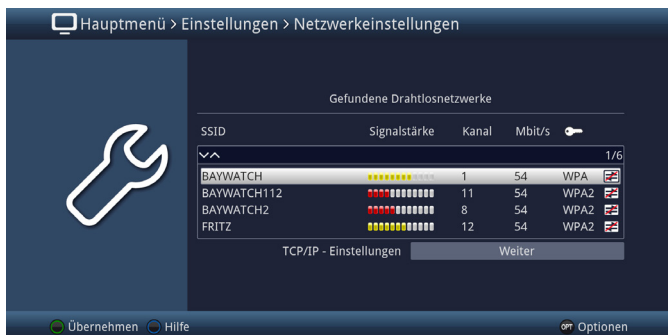 Hauptmenü > Einstellungen > Netzwerkeinstellungen
Gefundene Drahtlosnetzwerke
SSID Signalstärke Kanal Mbit/s
1/6
BAYWATCH 1 54 WPA
BAYWATCH112 11 54 WPA2
BAYWATCH2 8 54 WPA2
FRITZ 12 54 WPA2
TCP/IP - Einstellungen Weiter
Übernehmen Hilfe OPT Optionen